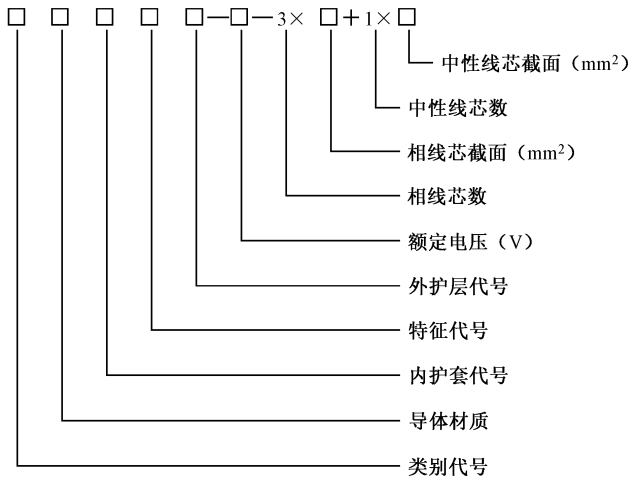 □ □ □ □ □—□—3× □+1×□
中性线芯截面（mm²）
中性线芯数
相线芯截面（mm²）
相线芯数
额定电压（V）
外护层代号
特征代号
内护套代号
导体材质
类别代号